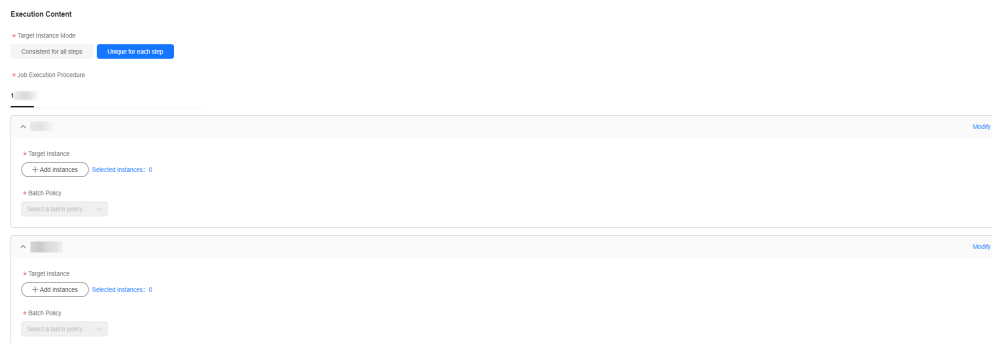 Execution Content
* Target Instance Mode
Consistent for all steps Unique for each step
* Job Execution Procedure
1
Modify
* Target Instance
+ Add instances Selected instances: 0
* Batch Policy
Select a batch policy
Modify
* Target Instance
+ Add instances Selected instances: 0
* Batch Policy
Select a batch policy